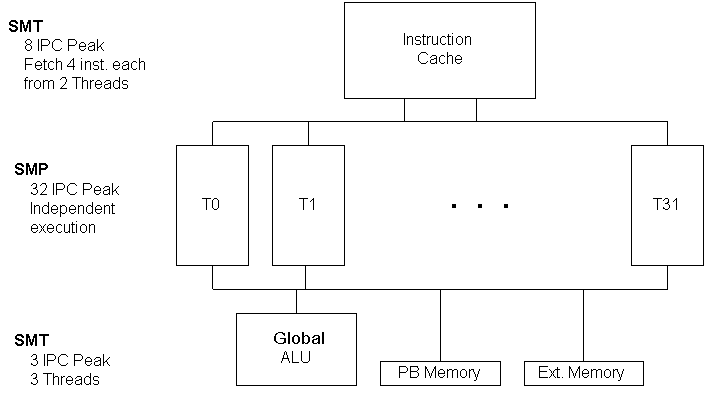 SMT
8 IPC Peak
Fetch 4 inst. each
from 2 Threads
Instruction
Cache
SMP
32 IPC Peak
Independent
execution
T0
T1
. . .
T31
SMT
3 IPC Peak
3 Threads
Global
ALU
PB Memory
Ext. Memory